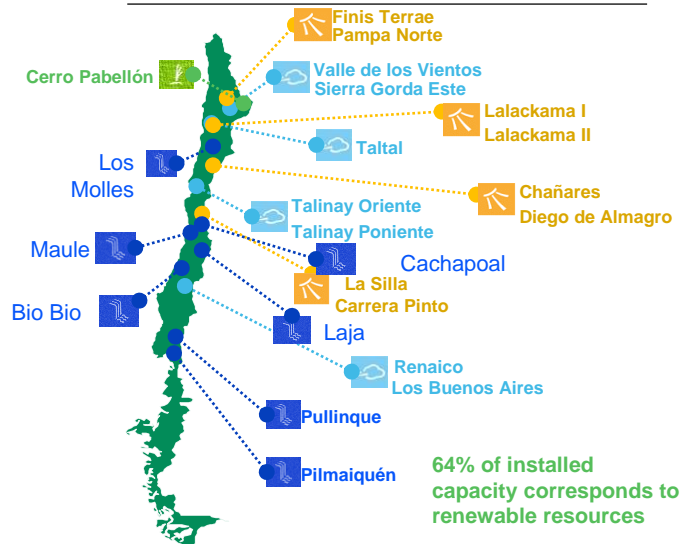 Finis Terrae
Pampa Norte
Cerro Pabellón
Valle de los Vientos
Sierra Gorda Este
Lalackama I
Lalackama II
Taltal
Los
Molles
Chañares
Diego de Almagro
Talinay Oriente
Talinay Poniente
Maule
Cachapoal
La Silla
Carrera Pinto
Bio Bio
Laja
Renaico
Los Buenos Aires
Pullinque
Pilmaiquén
64% of installed
capacity corresponds to
renewable resources